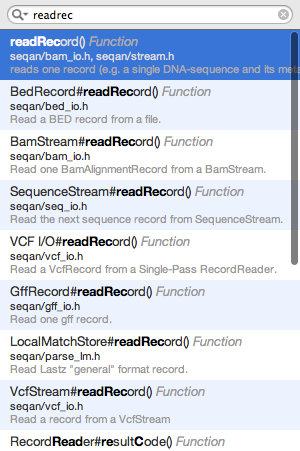 readrec
readRecord() Function
seqan/bam_io.h, seqan/stream.h
reads one record (e.g. a single DNA-sequence and its meta
BedRecord#readRecord() Function
seqan/bed_io.h
Read a BED record from a file.
BamStream#readRecord() Function
seqan/bam_io.h
Read one BamAlignmentRecord from a BamStream.
SequenceStream#readRecord() Function
seqan/seq_io.h
Read the next sequence record from SequenceStream.
VCF I/O#readRecord() Function
seqan/vcf_io.h
Read a VcfRecord from a Single-Pass RecordReader.
GffRecord#readRecord() Function
seqan/gff_io.h
Read one gff record.
LocalMatchStore#readRecord() Function
seqan/parse_lm.h
Read Lastz "general" format record.
VcfStream#readRecord() Function
seqan/vcf_io.h
Read a record from a VcfStream
RecordReader#resultCode() Function